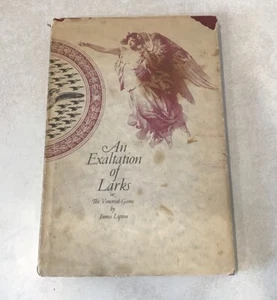 An
Exaltation
of
Larks
or
The Venereal Game
by
James Lipton